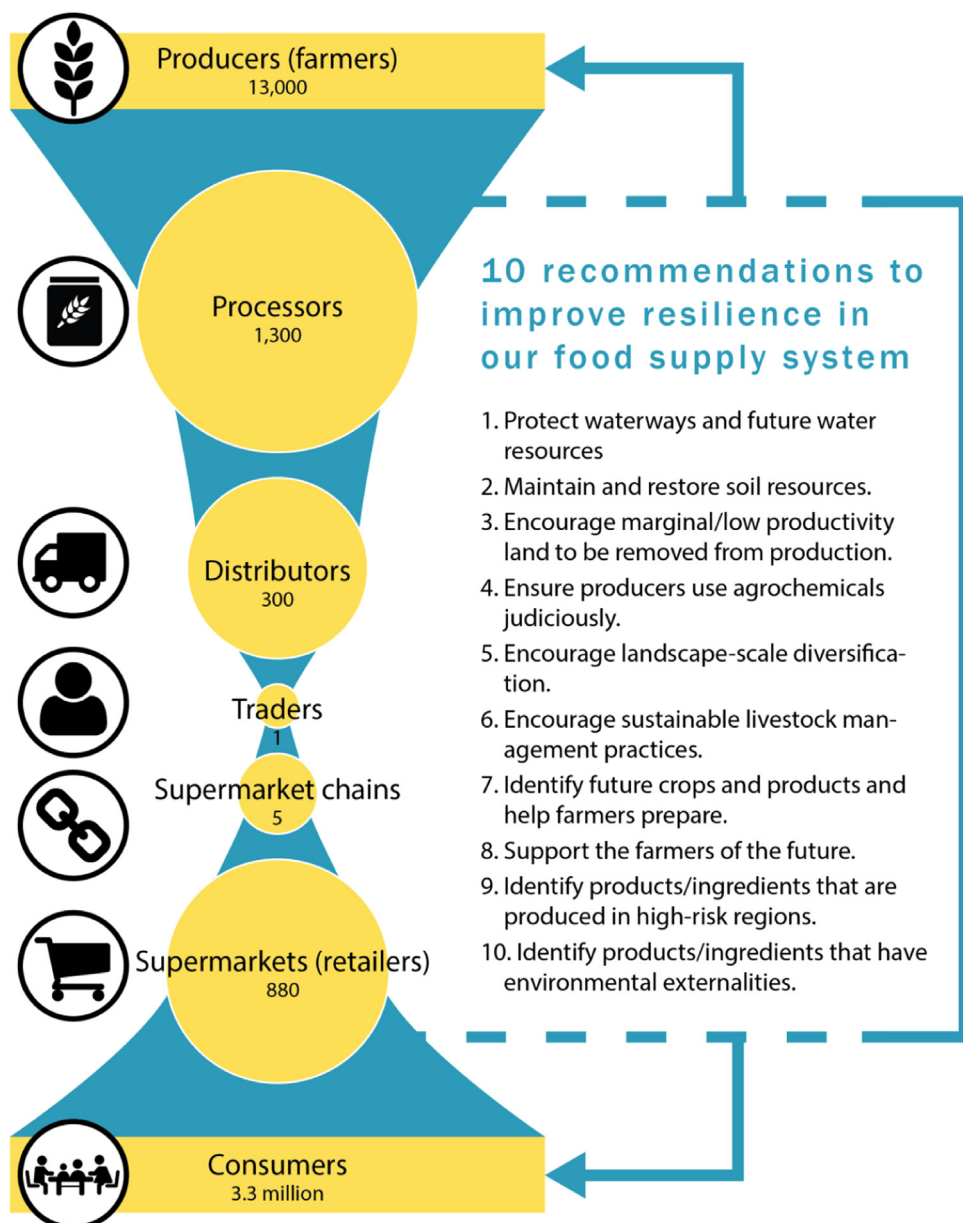 Producers (farmers)
13,000
Processors
1,300
Distributors
300
Traders
1
Supermarket chains
5
Supermarkets (retailers)
880
Consumers
3.3 million
10 recommendations to
improve resilience in
our food supply system
1. Protect waterways and future water
resources
2. Maintain and restore soil resources.
3. Encourage marginal/low productivity
land to be removed from production.
4. Ensure producers use agrochemicals
judiciously.
5. Encourage landscape-scale diversifica-
tion.
6. Encourage sustainable livestock man-
agement practices.
7. Identify future crops and products and
help farmers prepare.
8. Support the farmers of the future.
9. Identify products/ingredients that are
produced in high-risk regions.
10. Identify products/ingredients that have
environmental externalities.